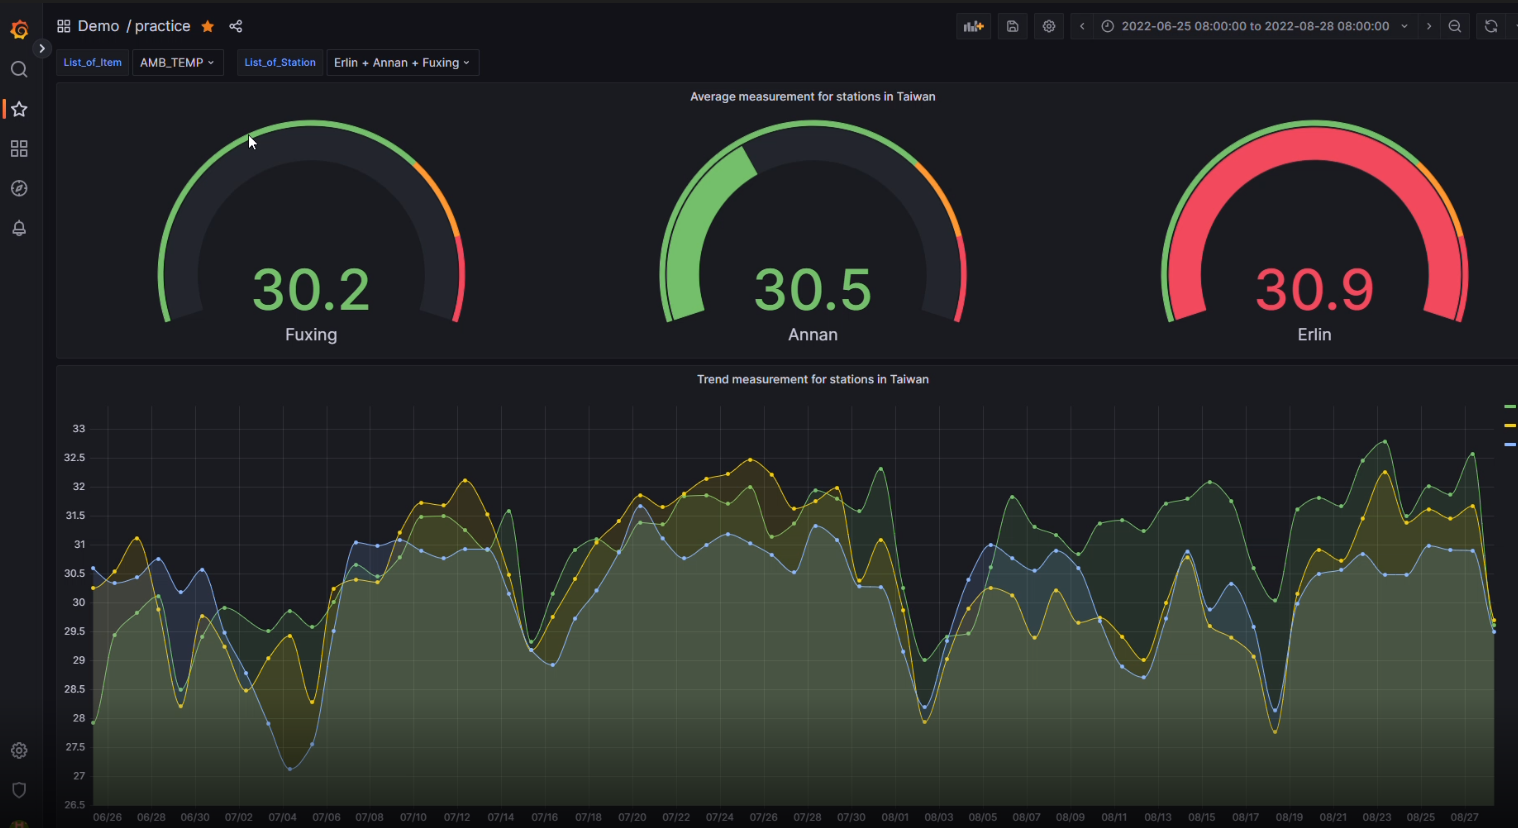 Demo / practice
2022-06-25 08:00:00 to 2022-08-28 08:00:00
List_of_Item AMB_TEMP List_of_Station Erlin + Annan + Fuxing
Average measurement for stations in Taiwan
30.2 30.5 30.9
Fuxing Annan Erlin
Trend measurement for stations in Taiwan
33
32.5
32
31.5
31
30.5
30
29.5
29
28.5
28
27.5
27
26.5
06/26 06/28 06/30 07/02 07/04 07/06 07/08 07/10 07/12 07/14 07/16 07/18 07/20 07/22 07/24 07/26 07/28 07/30 08/01 08/03 08/05 08/07 08/09 08/11 08/13 08/15 08/17 08/19 08/21 08/23 08/25 08/27